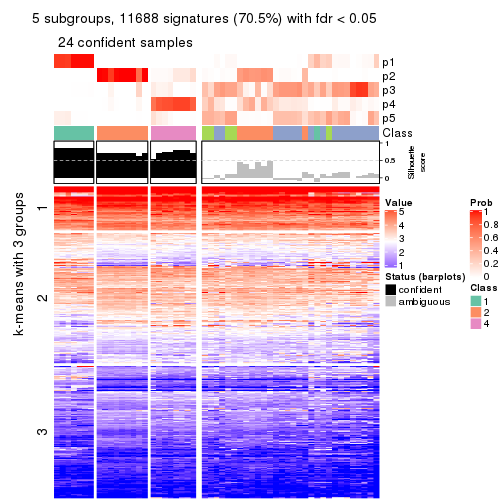 5 subgroups, 11688 signatures (70.5%) with fdr < 0.05
24 confident samples
p1
p2
p3
p4
p5
Class
1
0.5
0
Silhouette
score
k-means with 3 groups
1
2
3
Value
5
4
3
2
1
Status (barplots)
confident
ambiguous
Prob
1
0.8
0.6
0.4
0.2
0
Class
1
2
4